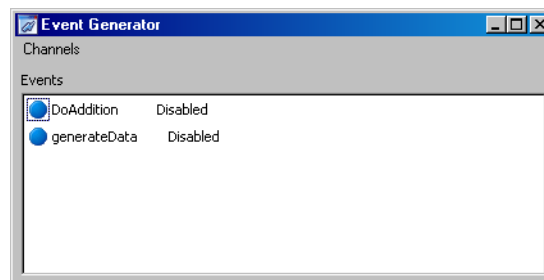 Event Generator
Channels
Events
DoAddition Disabled
generateData Disabled